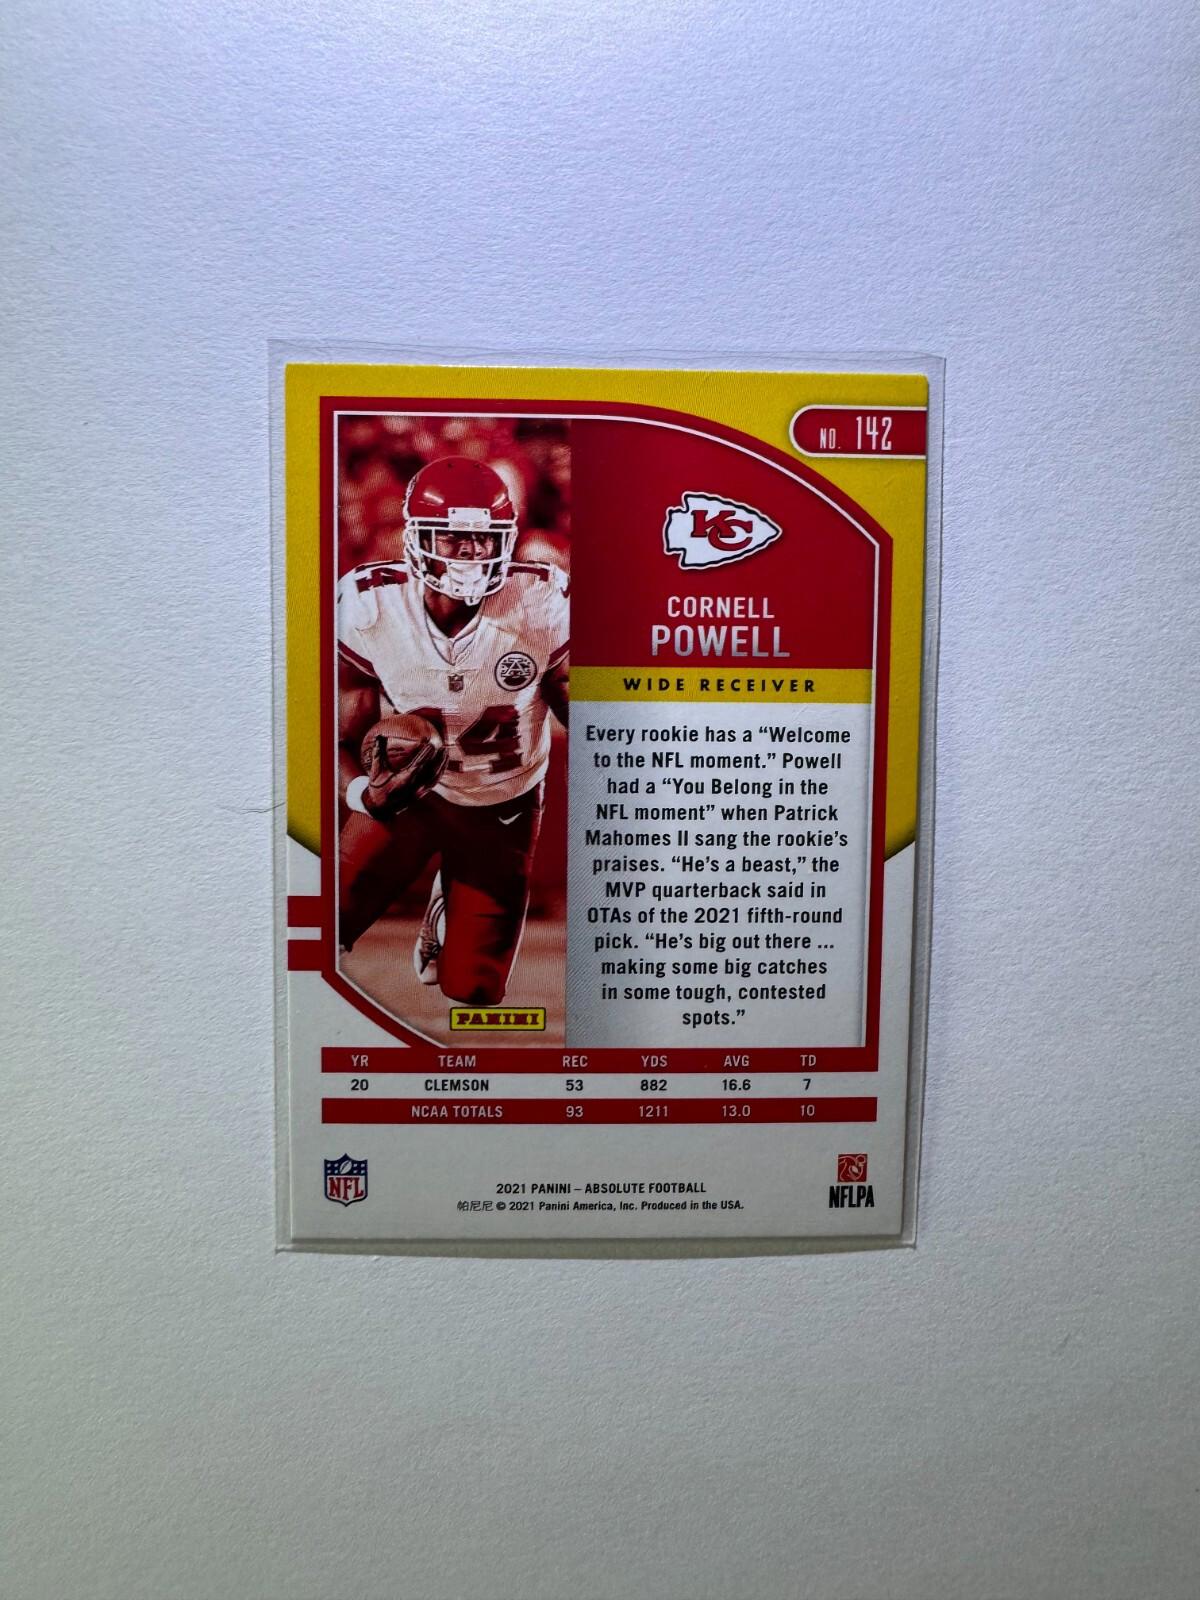 NO. 142
KC
CORNELL
POWELL
WIDE RECEIVER
Every rookie has a “Welcome
to the NFL moment.” Powell
had a “You Belong in the
NFL moment” when Patrick
Mahomes II sang the rookie’s
praises. “He’s a beast,” the
MVP quarterback said in
OTAs of the 2021 fifth-round
pick. “He’s big out there ...
making some big catches
in some tough, contested
spots.”
14
PANINI
YR TEAM REC YDS AVG TD
20 CLEMSON 53 882 16.6 7
NCAA TOTALS 93 1211 13.0 10
NFL
2021 PANINI – ABSOLUTE FOOTBALL
帕尼尼 © 2021 Panini America, Inc. Produced in the USA.
NFLPA